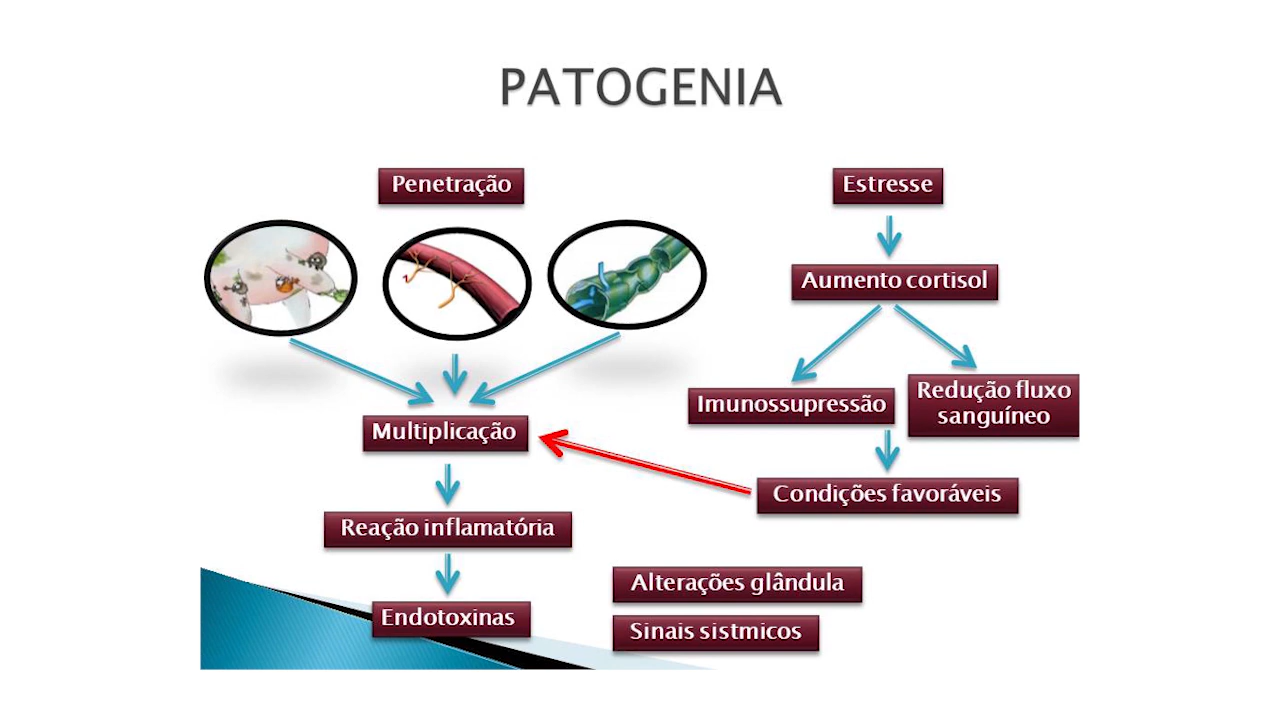 PATOGENIA
Penetração
Estresse
Aumento cortisol
Imunossupressão
Redução fluxo
sanguíneo
Multiplicação
Condições favoráveis
Reação inflamatória
Alterações glândula
Endotoxinas
Sinais sistmicos